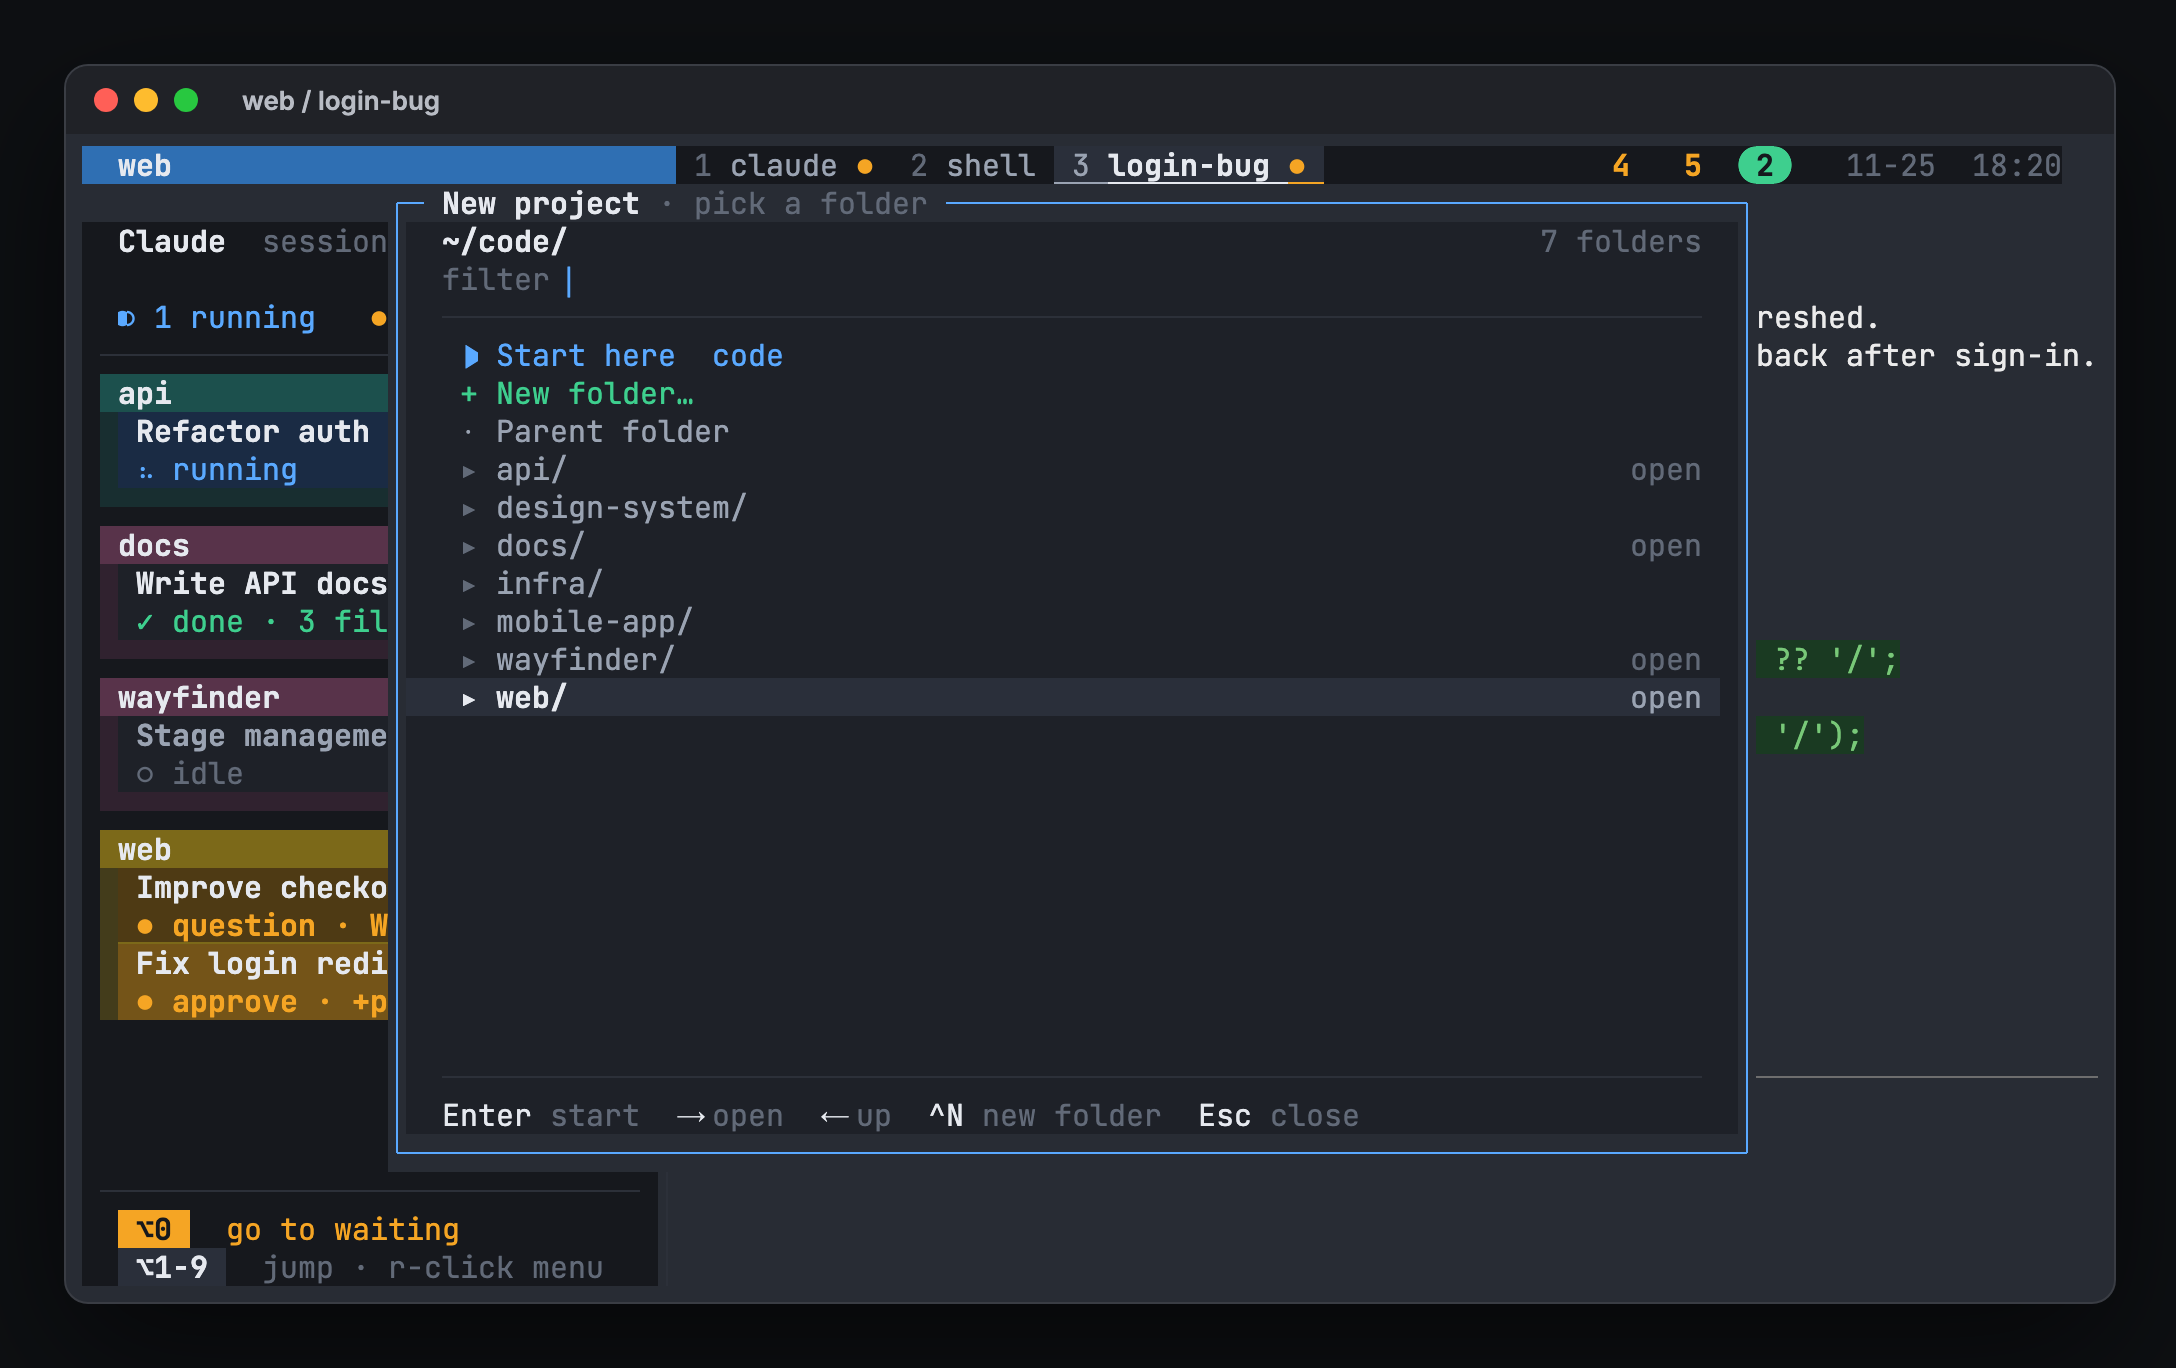 web / login-bug
web 1 claude ● 2 shell 3 login-bug ● 4 5 2 11-25 18:20
New project · pick a folder
Claude session
~/code/ 7 folders
filter
1 running ●
reshed.
Start here code
back after sign-in.
api
+ New folder…
Refactor auth
· Parent folder
running
▸ api/ open
▸ design-system/
docs
▸ docs/ open
Write API docs
▸ infra/
✓ done · 3 fil
▸ mobile-app/
▸ wayfinder/ open
?? '/';
wayfinder
▸ web/ open
Stage manageme
'/');
○ idle
web
Improve checko
● question · W
Fix login redi
● approve · +p
Enter start →open ←up ^N new folder Esc close
⌥0 go to waiting
⌥1-9 jump · r-click menu